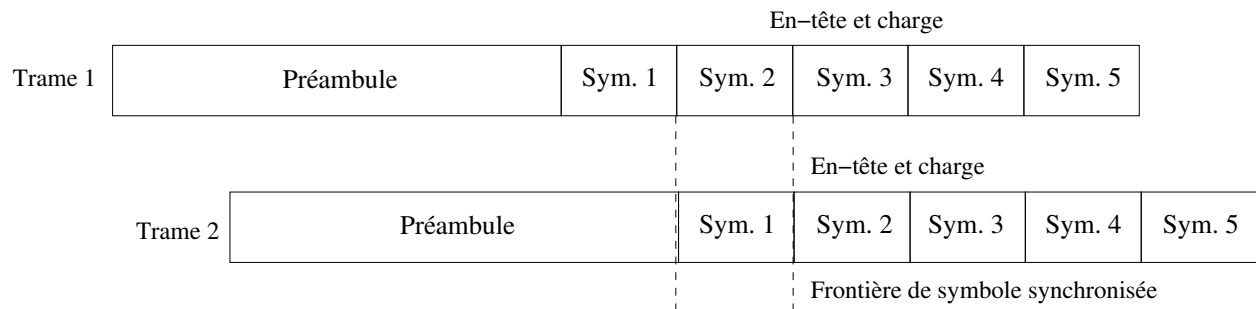 En−tête et charge
Trame 1 Préambule Sym. 1 Sym. 2 Sym. 3 Sym. 4 Sym. 5
En−tête et charge
Trame 2 Préambule Sym. 1 Sym. 2 Sym. 3 Sym. 4 Sym. 5
Frontière de symbole synchronisée